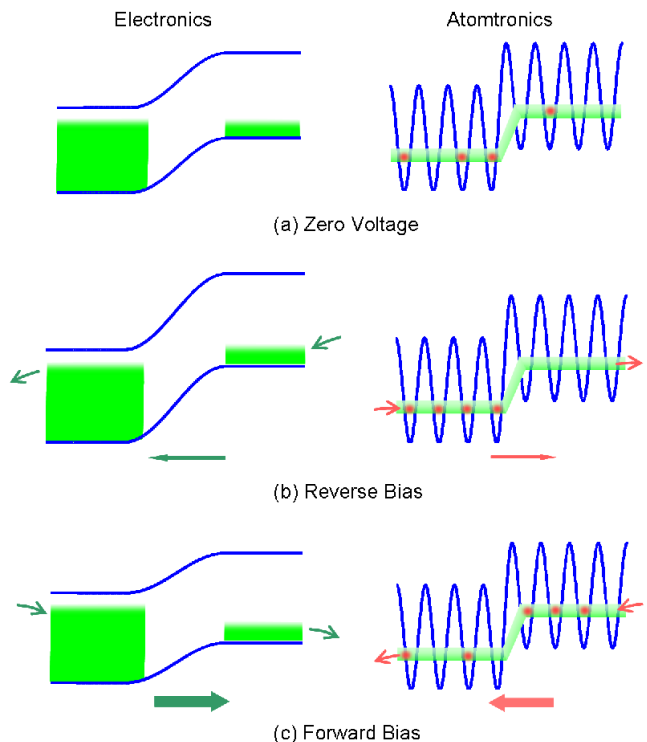 Electronics Atomtronics
(a) Zero Voltage
(b) Reverse Bias
(c) Forward Bias